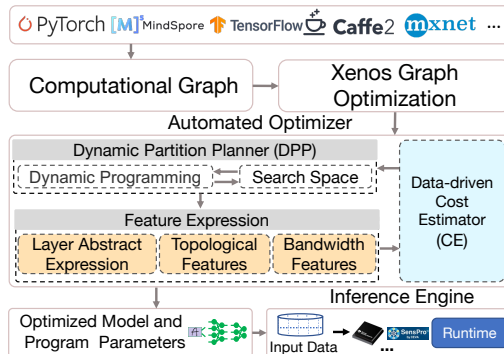 PyTorch [M]s MindSpore TensorFlow Caffe2 mxnet ...
Computational Graph
Xenos Graph
Optimization
Automated Optimizer
Dynamic Partition Planner (DPP)
Dynamic Programming
Search Space
Feature Expression
Layer Abstract
Expression
Topological
Features
Bandwidth
Features
Data-driven
Cost
Estimator
(CE)
Inference Engine
Optimized Model and
Program Parameters
Input Data
SensPro
...
Runtime